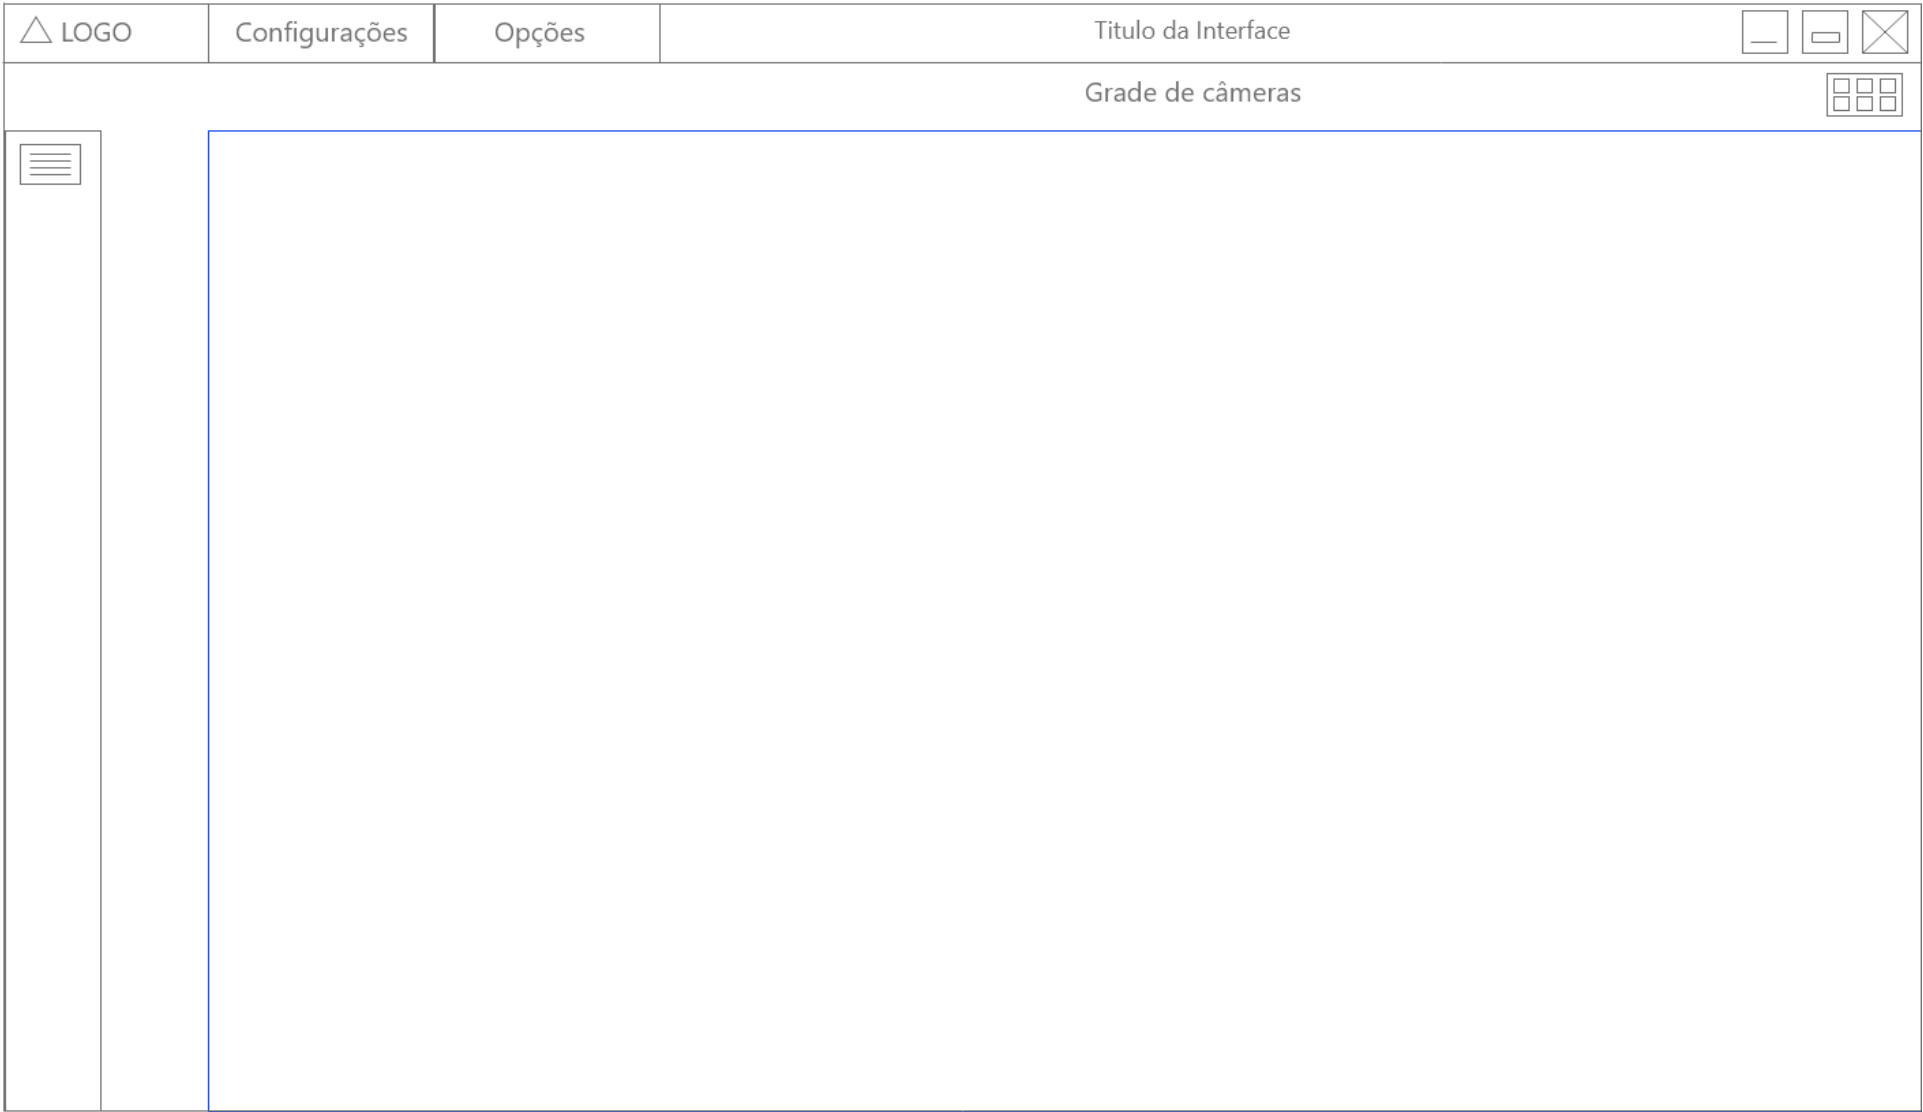 LOGO
Configurações
Opções
Titulo da Interface
Grade de câmeras